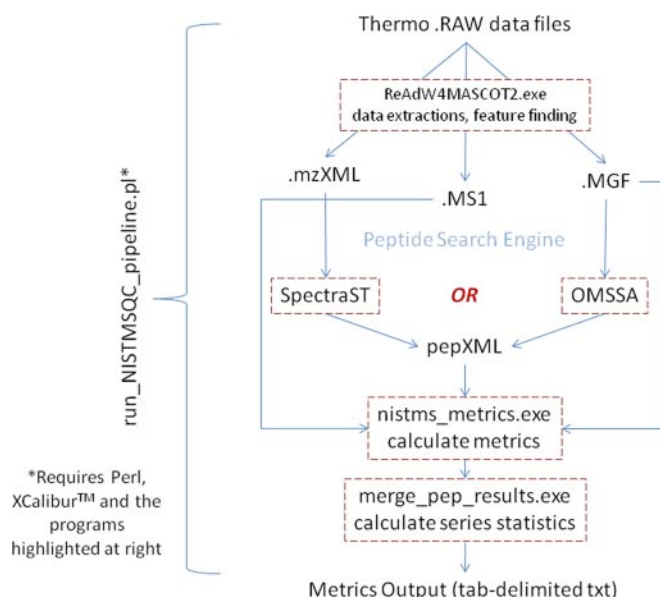 Thermo .RAW data files
ReAdW4MASCOT2.exe
data extractions, feature finding
.mzXML
.MS1
.MGF
Peptide Search Engine
SpectraST
OR
OMSSA
pepXML
nistms_metrics.exe
calculate metrics
merge_pep_results.exe
calculate series statistics
Metrics Output (tab-delimited txt)
run_NISTMSQC_pipeline.pl*
*Requires Perl,
XCalibur™ and the
programs
highlighted at right